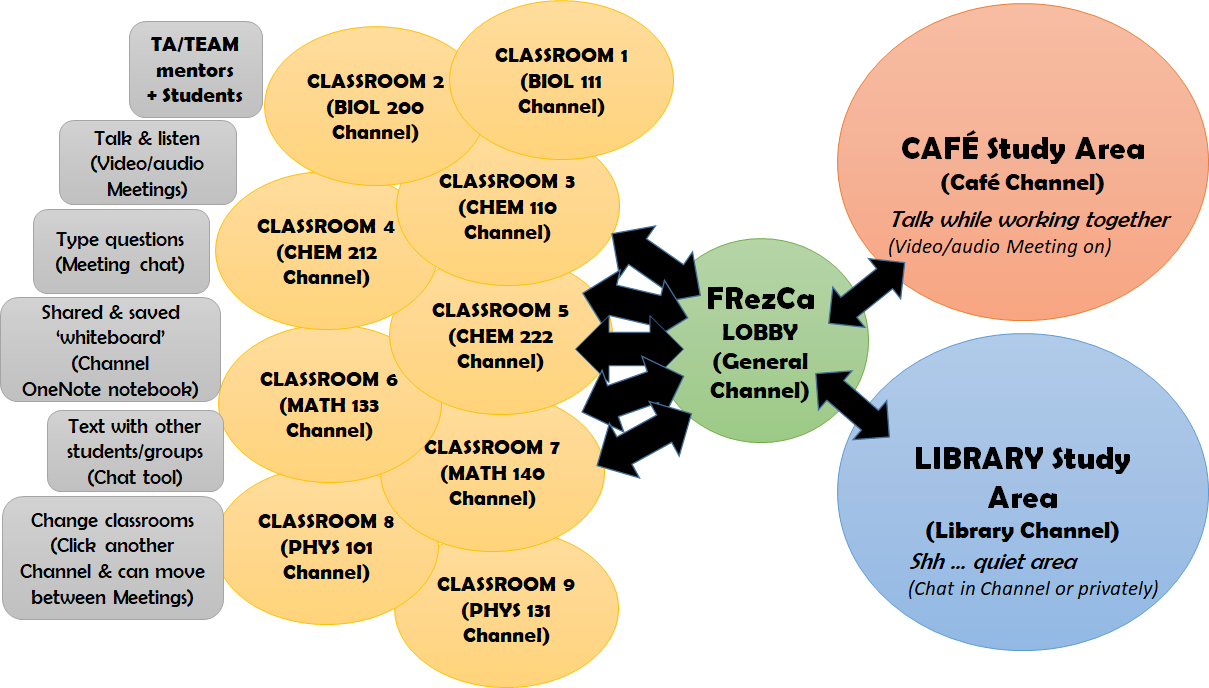 TA/TEAM
mentors
+ Students
Talk & listen
(Video/audio
Meetings)
Type questions
(Meeting chat)
Shared & saved
‘whiteboard’
(Channel
OneNote notebook)
Text with other
students/groups
(Chat tool)
Change classrooms
(Click another
Channel & can move
between Meetings)
CLASSROOM 1
(BIOL 111
Channel)
CLASSROOM 2
(BIOL 200
Channel)
CLASSROOM 3
(CHEM 110
Channel)
CLASSROOM 4
(CHEM 212
Channel)
CLASSROOM 5
(CHEM 222
Channel)
CLASSROOM 6
(MATH 133
Channel)
CLASSROOM 7
(MATH 140
Channel)
CLASSROOM 8
(PHYS 101
Channel)
CLASSROOM 9
(PHYS 131
Channel)
FRezCa
LOBBY
(General
Channel)
CAFÉ Study Area
(Café Channel)
Talk while working together
(Video/audio Meeting on)
LIBRARY Study
Area
(Library Channel)
Shh ... quiet area
(Chat in Channel or privately)